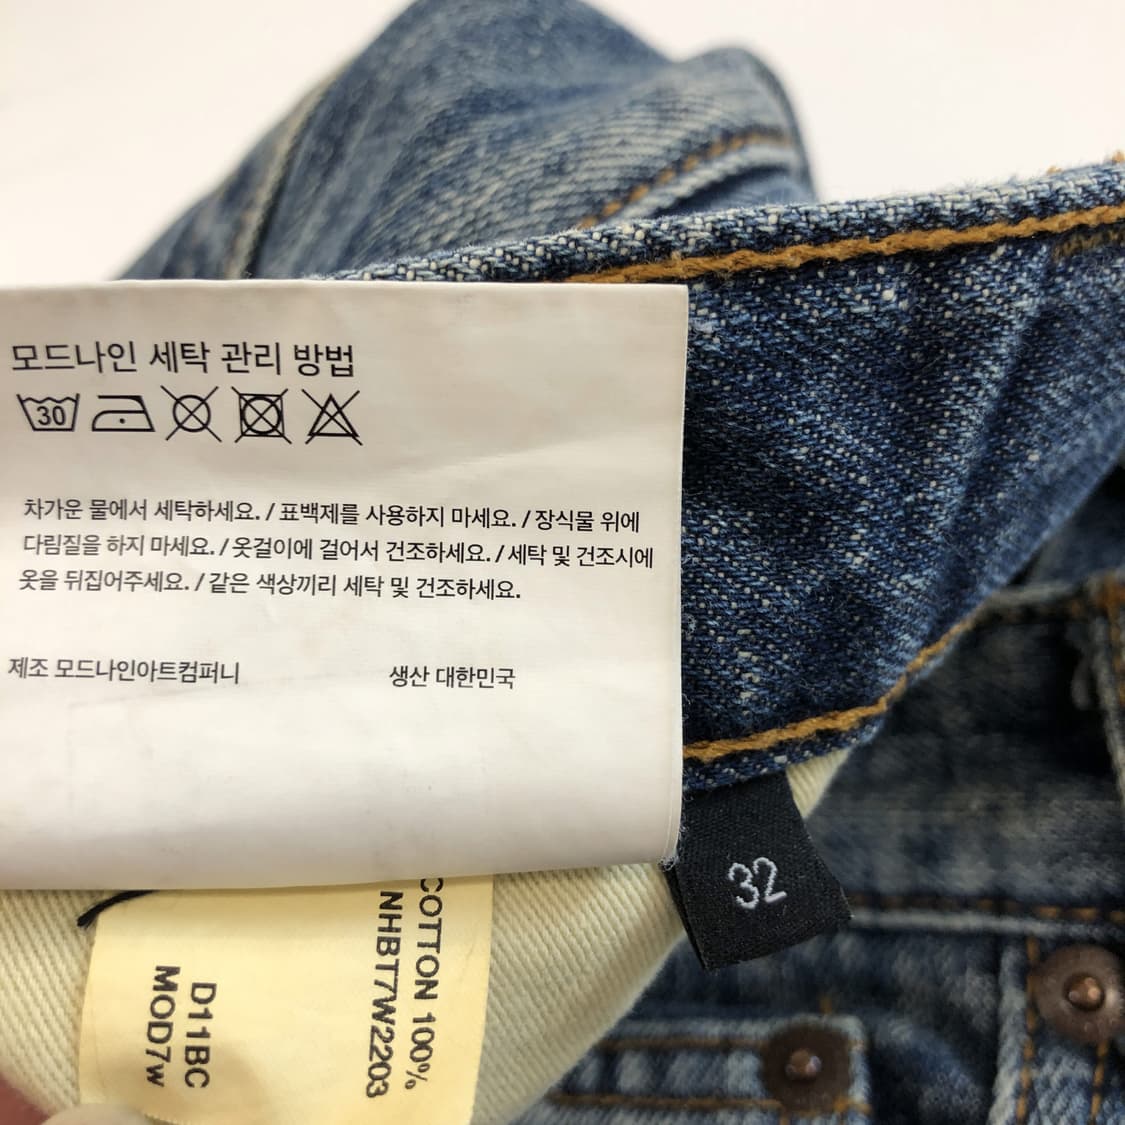 모드나인 세탁 관리 방법
30
차가운 물에서 세탁하세요. / 표백제를 사용하지 마세요. / 장식물 위에
다림질을 하지 마세요. / 옷걸이에 걸어서 건조하세요. / 세탁 및 건조시에
옷을 뒤집어주세요. / 같은 색상끼리 세탁 및 건조하세요.
제조 모드나인아트컴퍼니 생산 대한민국
32
COTTON 100%
NHBT7W2203
D11BC
MOD7W